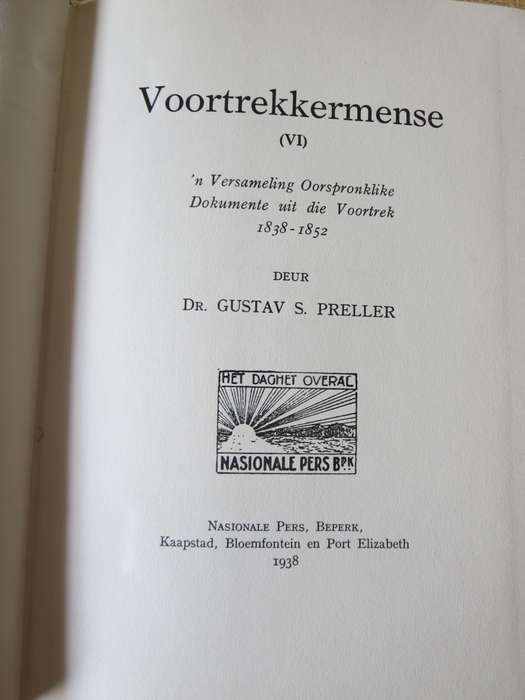 Voortrekkermense
(VI)
'n Versameling Oorspronklike
Dokumente uit die Voortrek
1838-1852
DEUR
DR. GUSTAV S. PRELLER
HET DAGHET OVERAL
NASIONALE PERS BPK
NASIONALE PERS, BEPERK,
Kaapstad, Bloemfontein en Port Elizabeth
1938